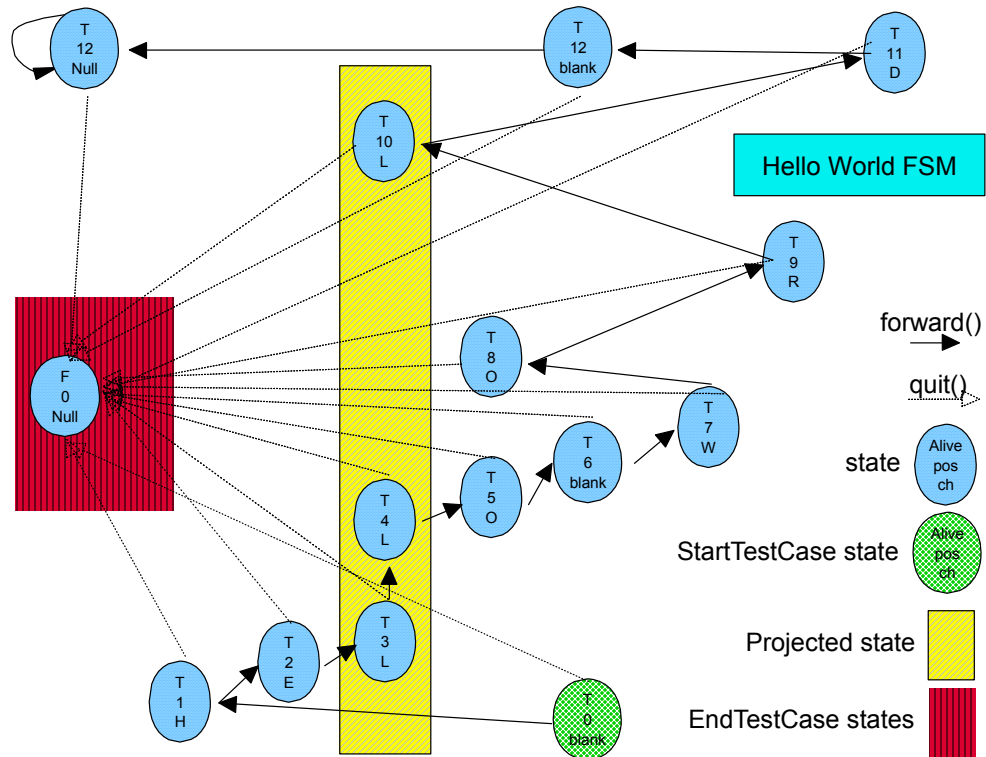 T
12
Null
T
12
blank
T
11
D
T
10
L
Hello World FSM
T
9
R
forward()
T
8
O
F
0
Null
quit()
T
7
W
T
6
blank
state
Alive
pos
ch
T
5
O
T
4
L
StartTestCase state
Alive
pos
ch
T
3
L
T
2
E
Projected state
T
1
H
T
0
blank
EndTestCase states